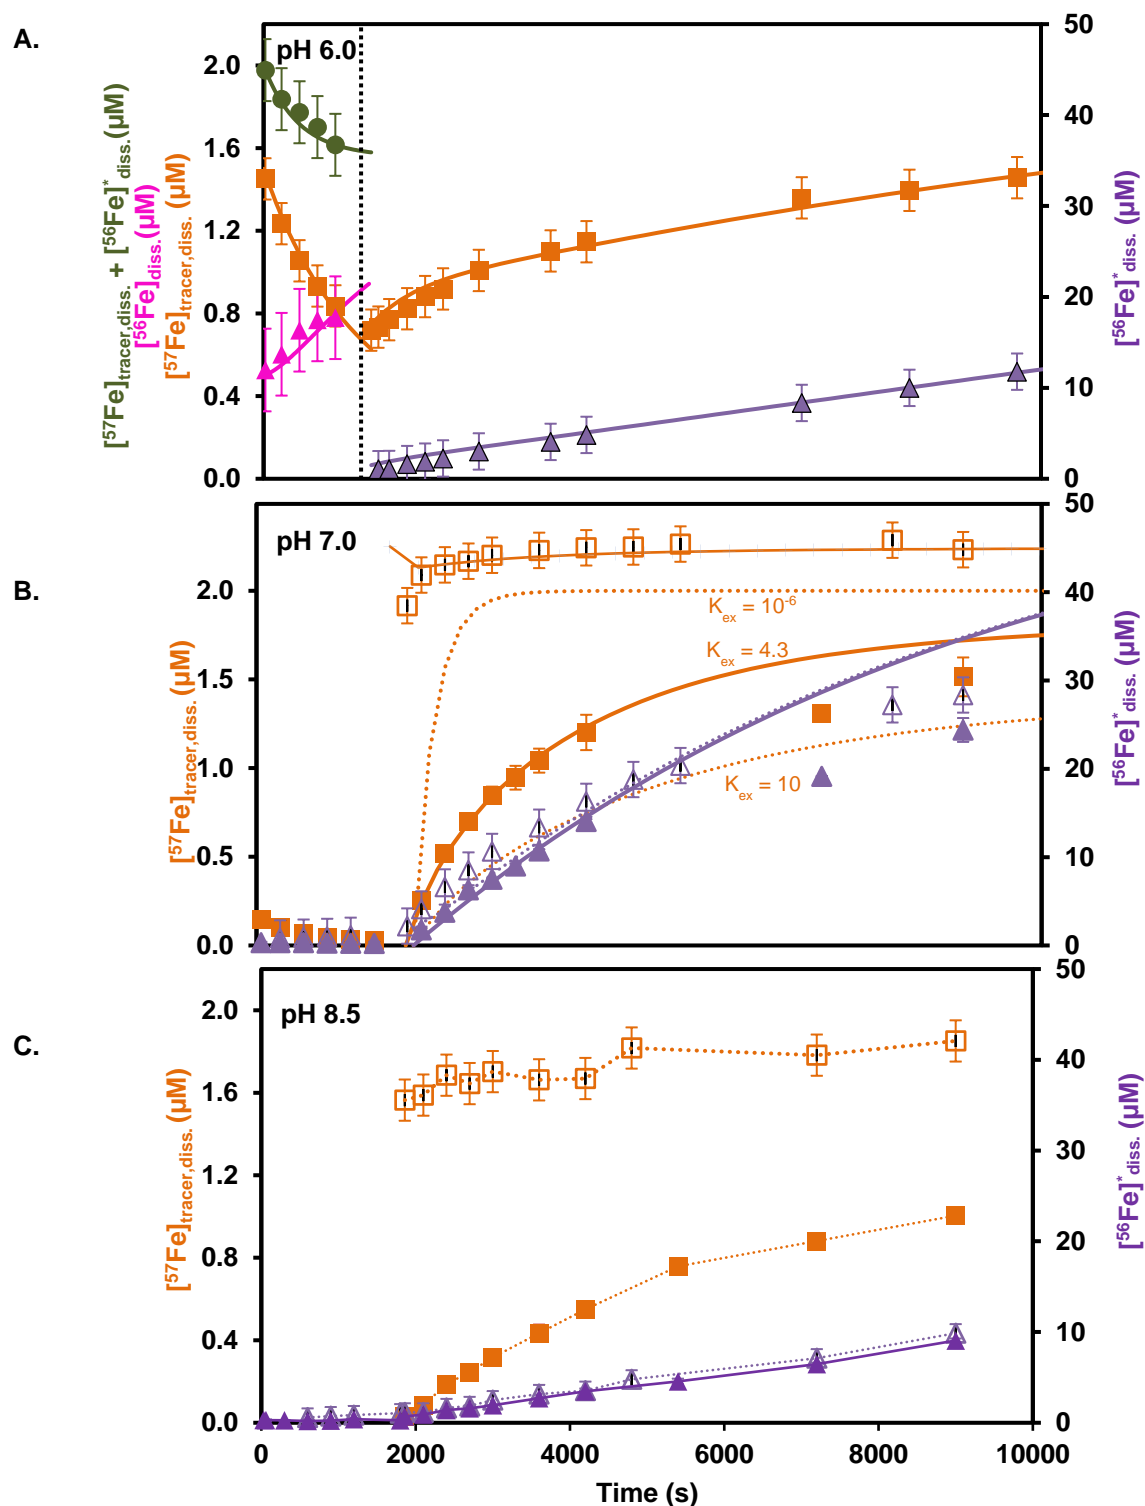 A.
pH 6.0
2.0
1.6
1.2
0.8
0.4
0.0
[57Fe]tracer,diss. + [56Fe]*diss.(µM)
[56Fe]diss.(µM)
[57Fe]tracer,diss. (µM)
50
40
30
20
10
0
[56Fe]*diss. (µM)
B.
pH 7.0
2.0
1.5
1.0
0.5
0.0
[57Fe]tracer,diss. (µM)
Kex = 10-6
Kex = 4.3
Kex = 10
50
40
30
20
10
0
[56Fe]*diss. (µM)
C.
pH 8.5
2.0
1.6
1.2
0.8
0.4
0.0
[57Fe]tracer,diss. (µM)
50
40
30
20
10
0
[56Fe]*diss. (µM)
0 2000 4000 6000 8000 10000
Time (s)